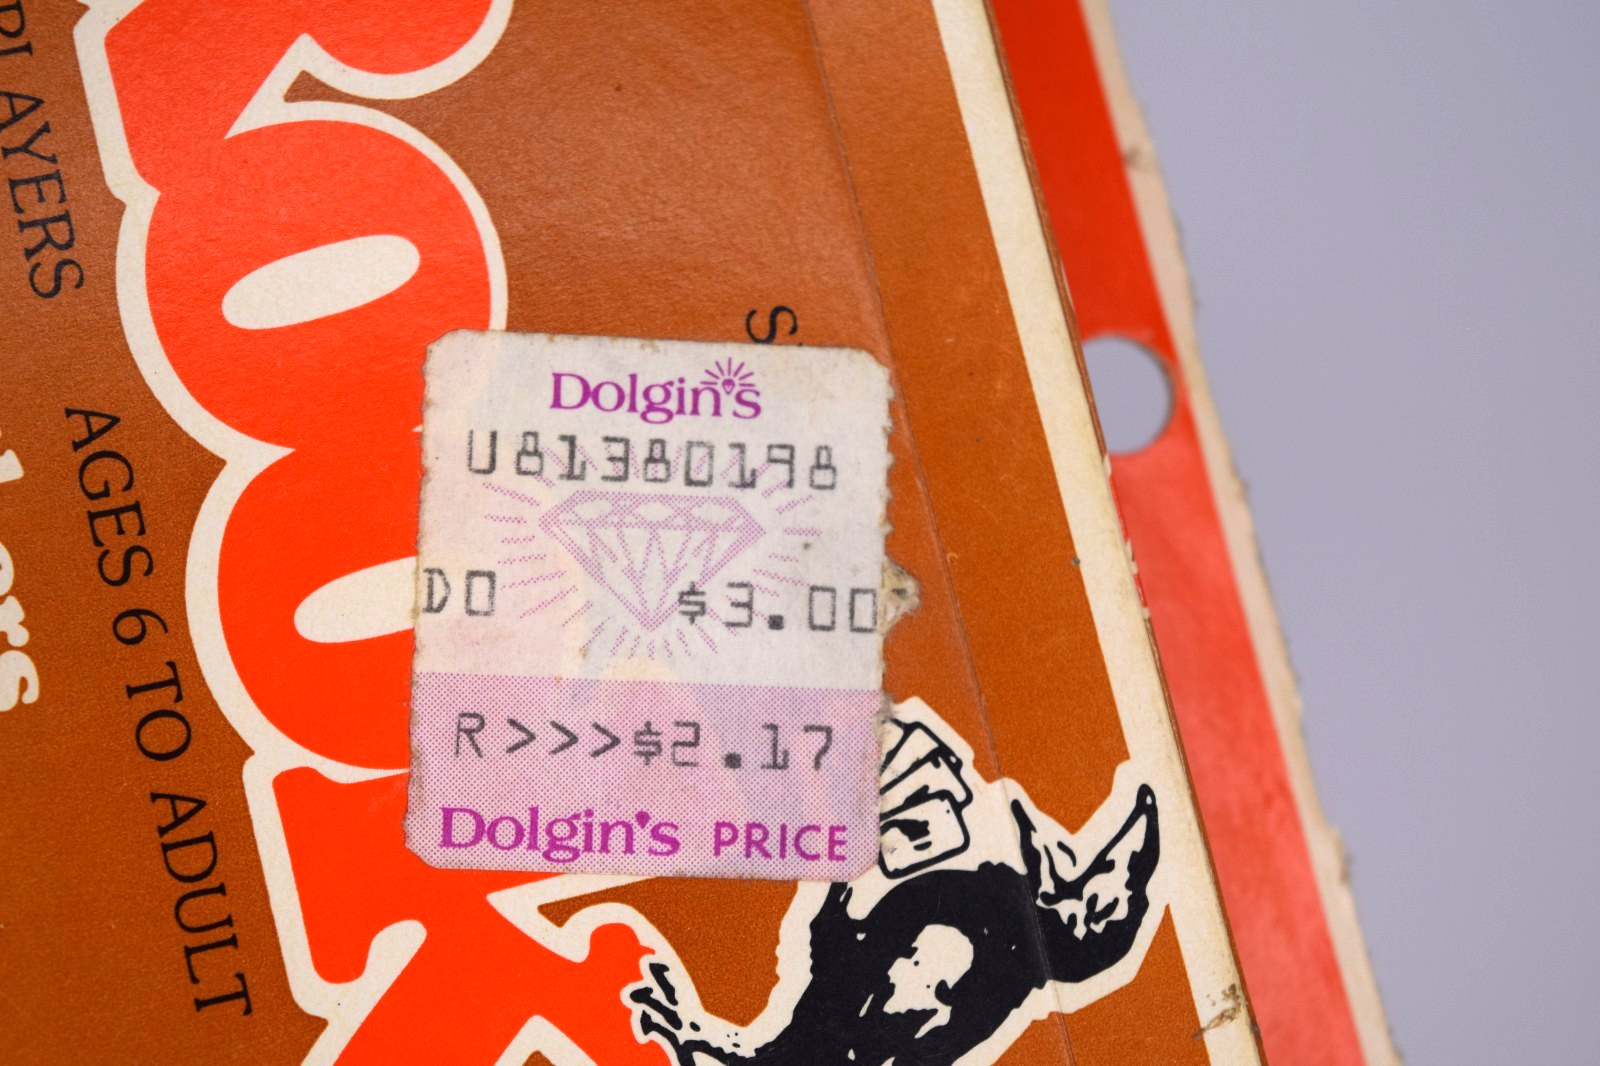 Dolgin's
U81380198
DO $3.00
R>>>$2.17
Dolgin's PRICE
PLAYERS
AGES 6 TO ADULT